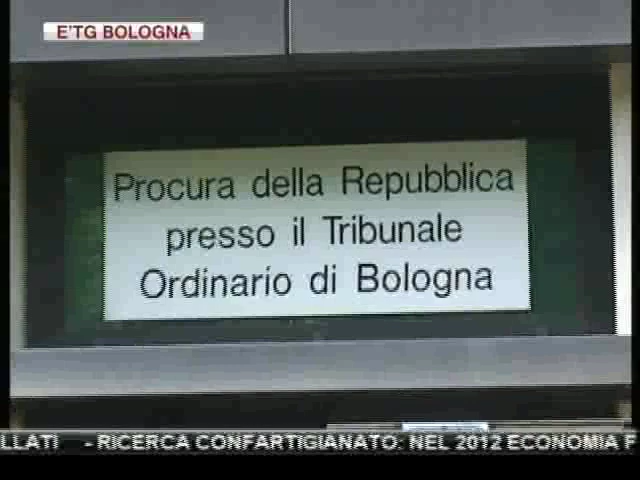 E'TG BOLOGNA
Procura della Repubblica
presso il Tribunale
Ordinario di Bologna
LLATI - RICERCA CONFARTIGIANATO: NEL 2012 ECONOMIA F